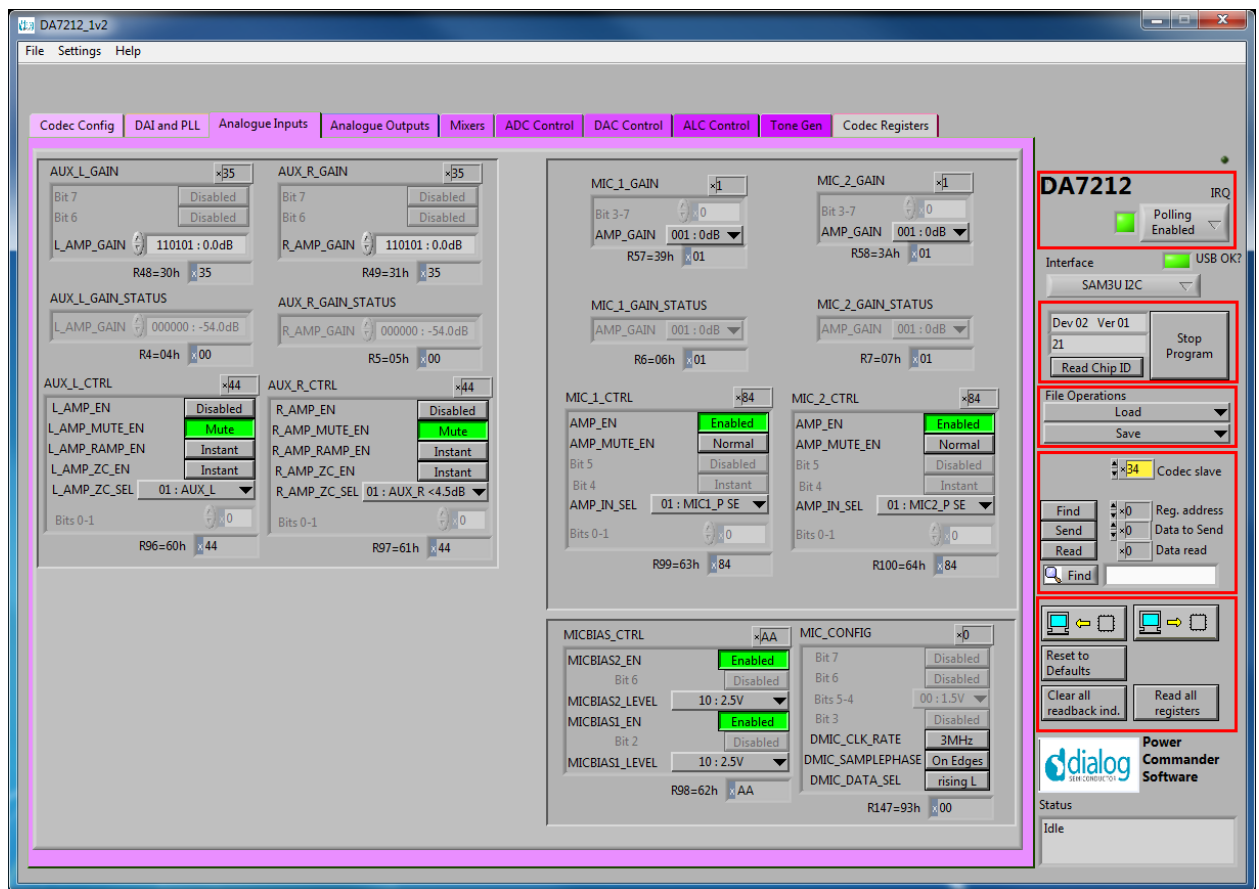 DA7212_1v2
File Settings Help
Codec Config DAI and PLL Analogue Inputs Analogue Outputs Mixers ADC Control DAC Control ALC Control Tone Gen Codec Registers
AUX_L_GAIN x35
Bit 7 Disabled
Bit 6 Disabled
L_AMP_GAIN 110101 : 0.0dB
R48=30h x35
AUX_L_GAIN_STATUS
L_AMP_GAIN 000000 : -54.0dB
R4=04h x00
AUX_L_CTRL x44
L_AMP_EN Disabled
L_AMP_MUTE_EN Mute
L_AMP_RAMP_EN Instant
L_AMP_ZC_EN Instant
L_AMP_ZC_SEL 01 : AUX_L
Bits 0-1 x0
R96=60h x44
AUX_R_GAIN x35
Bit 7 Disabled
Bit 6 Disabled
R_AMP_GAIN 110101 : 0.0dB
R49=31h x35
AUX_R_GAIN_STATUS
R_AMP_GAIN 000000 : -54.0dB
R5=05h x00
AUX_R_CTRL x44
R_AMP_EN Disabled
R_AMP_MUTE_EN Mute
R_AMP_RAMP_EN Instant
R_AMP_ZC_EN Instant
R_AMP_ZC_SEL 01 : AUX_R <4.5dB
Bits 0-1 x0
R97=61h x44
MIC_1_GAIN x1
Bit 3-7 x0
AMP_GAIN 001 : 0dB
R57=39h x01
MIC_1_GAIN_STATUS
AMP_GAIN 001 : 0dB
R6=06h x01
MIC_1_CTRL x84
AMP_EN Enabled
AMP_MUTE_EN Normal
Bit 5 Disabled
Bit 4 Instant
AMP_IN_SEL 01 : MIC1_P SE
Bits 0-1 x0
R99=63h x84
MIC_2_GAIN x1
Bit 3-7 x0
AMP_GAIN 001 : 0dB
R58=3Ah x01
MIC_2_GAIN_STATUS
AMP_GAIN 001 : 0dB
R7=07h x01
MIC_2_CTRL x84
AMP_EN Enabled
AMP_MUTE_EN Normal
Bit 5 Disabled
Bit 4 Instant
AMP_IN_SEL 01 : MIC2_P SE
Bits 0-1 x0
R100=64h x84
MICBIAS_CTRL xAA
MICBIAS2_EN Enabled
Bit 6 Disabled
MICBIAS2_LEVEL 10 : 2.5V
MICBIAS1_EN Enabled
Bit 2 Disabled
MICBIAS1_LEVEL 10 : 2.5V
R98=62h xAA
MIC_CONFIG x0
Bit 7 Disabled
Bit 6 Disabled
Bits 5-4 00 : 1.5V
Bit 3 Disabled
DMIC_CLK_RATE 3MHz
DMIC_SAMPLEPHASE On Edges
DMIC_DATA_SEL rising L
R147=93h x00
DA7212 IRQ
Polling
Enabled
Interface USB OK?
SAM3U I2C
Dev 02 Ver 01
21
Read Chip ID
Stop
Program
File Operations
Load
Save
x34 Codec slave
Find x0 Reg. address
Send x0 Data to Send
Read x0 Data read
Find
Reset to
Defaults
Clear all
readback ind.
Read all
registers
dialog
SEMICONDUCTOR
Power
Commander
Software
Status
Idle